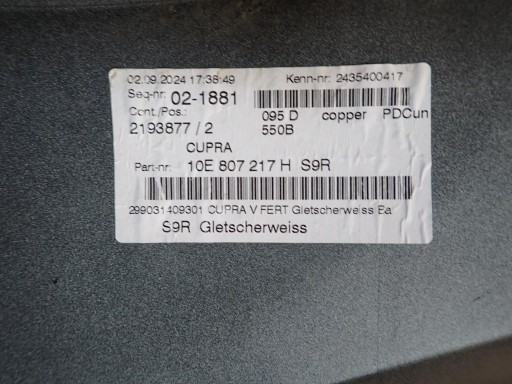 02.09.2024 17:38:49 Kenn-nr: 2435400417
Seq-nr: 02-1881
Cont./Pos.: 095 D copper PDCun
2193877 / 2 550B
CUPRA
Part-nr: 10E 807 217 H S9R
299031409301 CUPRA V FERT Gletscherweiss Ba
S9R Gletscherweiss